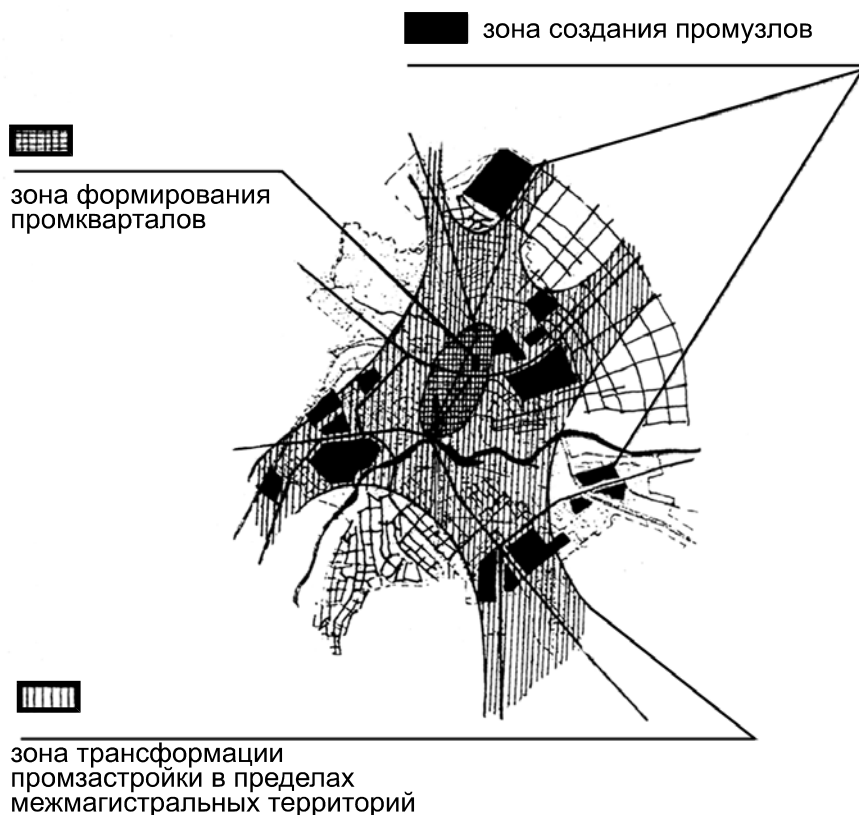 зона создания промузлов
зона формирования
промкварталов
зона трансформации
промзастройки в пределах
межмагистральных территорий